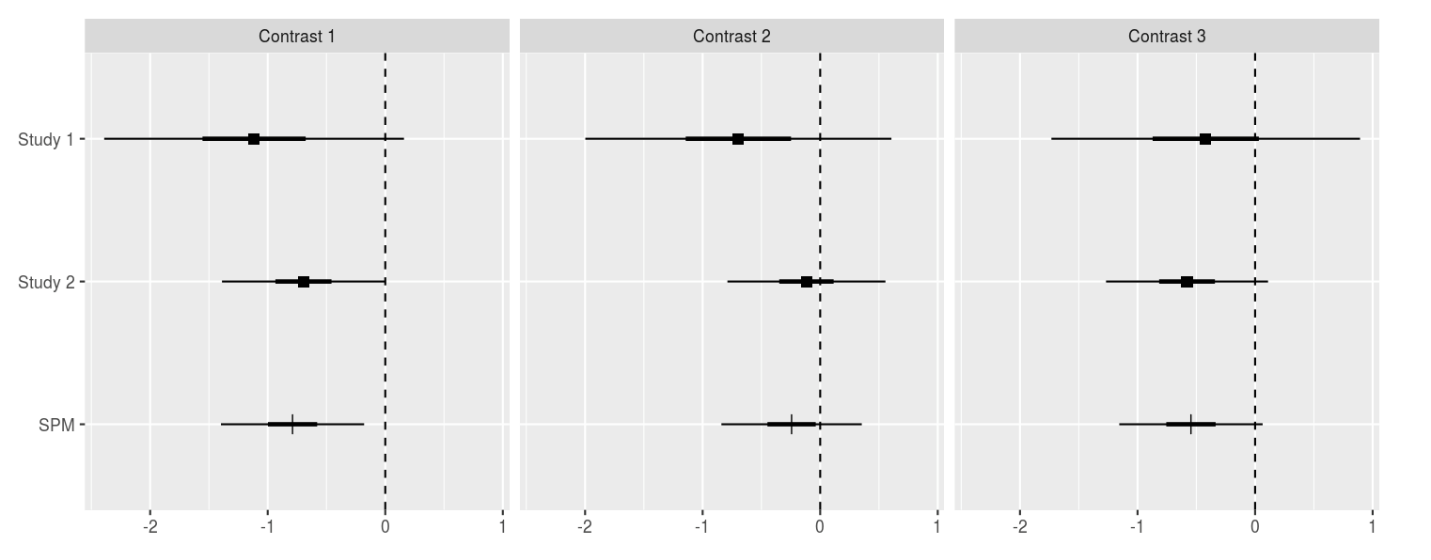 Contrast 1 Contrast 2 Contrast 3
Study 1
Study 2
SPM
-2 -1 0 1 -2 -1 0 1 -2 -1 0 1